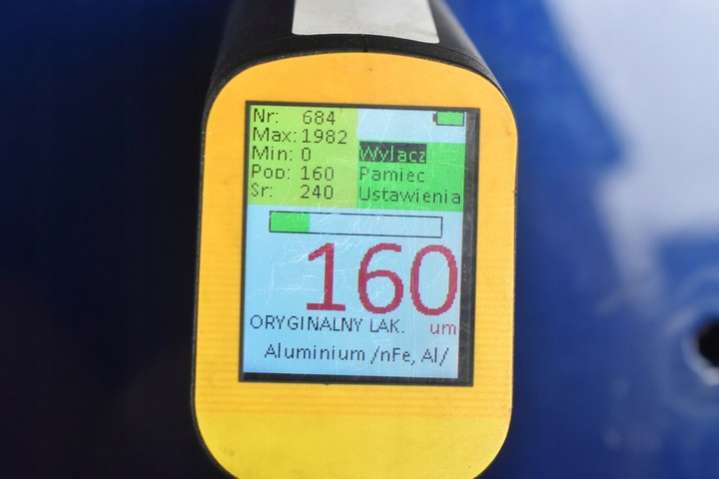 Nr: 684
Max: 1982
Min: 0
Pop: 160
Sr: 240
Wylacz
Pamiec
Ustawienia
160
ORYGINALNY LAK. um
Aluminium /nFe, Al/